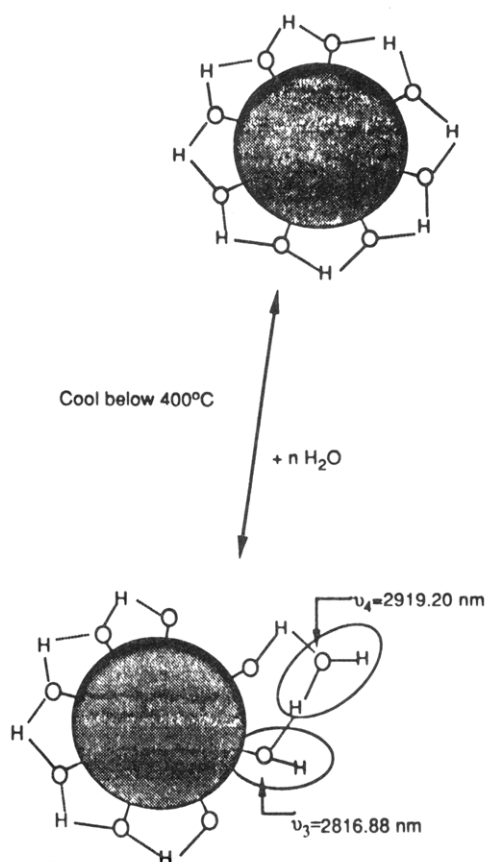 H H
O
H O H
O
O H
H O
O H
H O O
H
Cool below 400°C
+ n H₂O
H υ₄=2919.20 nm
O H
H O O H
O
O H
H O
O H
H O O
H
υ₃=2816.88 nm